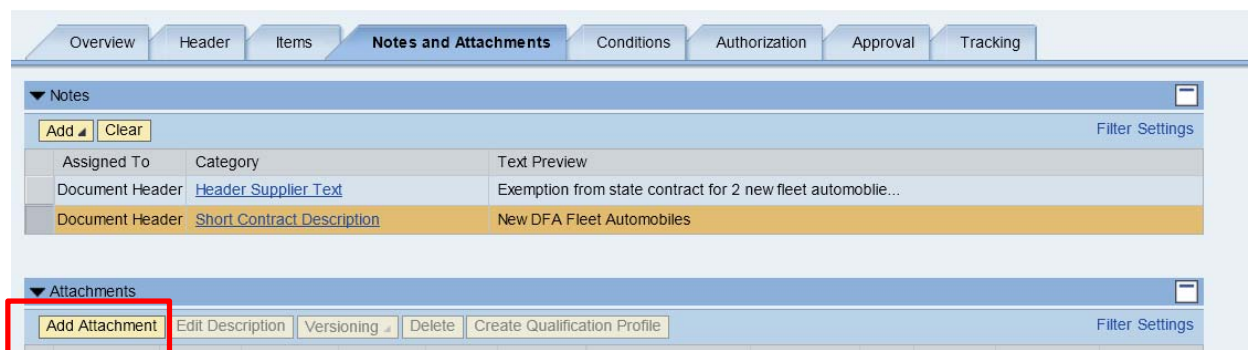 Overview Header Items Notes and Attachments Conditions Authorization Approval Tracking
Notes
Add Clear Filter Settings
Assigned To Category Text Preview
Document Header Header Supplier Text Exemption from state contract for 2 new fleet automoblie...
Document Header Short Contract Description New DFA Fleet Automobiles
Attachments
Add Attachment Edit Description Versioning Delete Create Qualification Profile Filter Settings